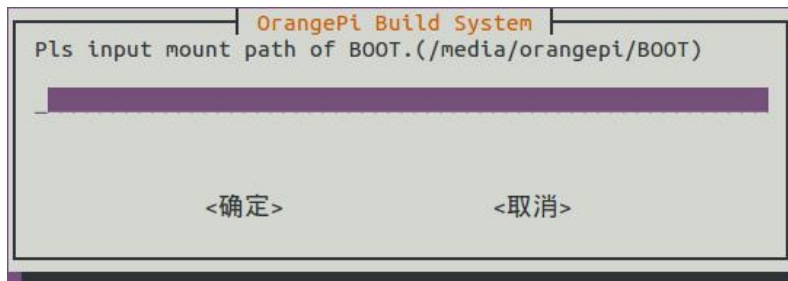 OrangePi Build System
Pls input mount path of BOOT.(/media/orangepi/BOOT)
_
<确定> <取消>